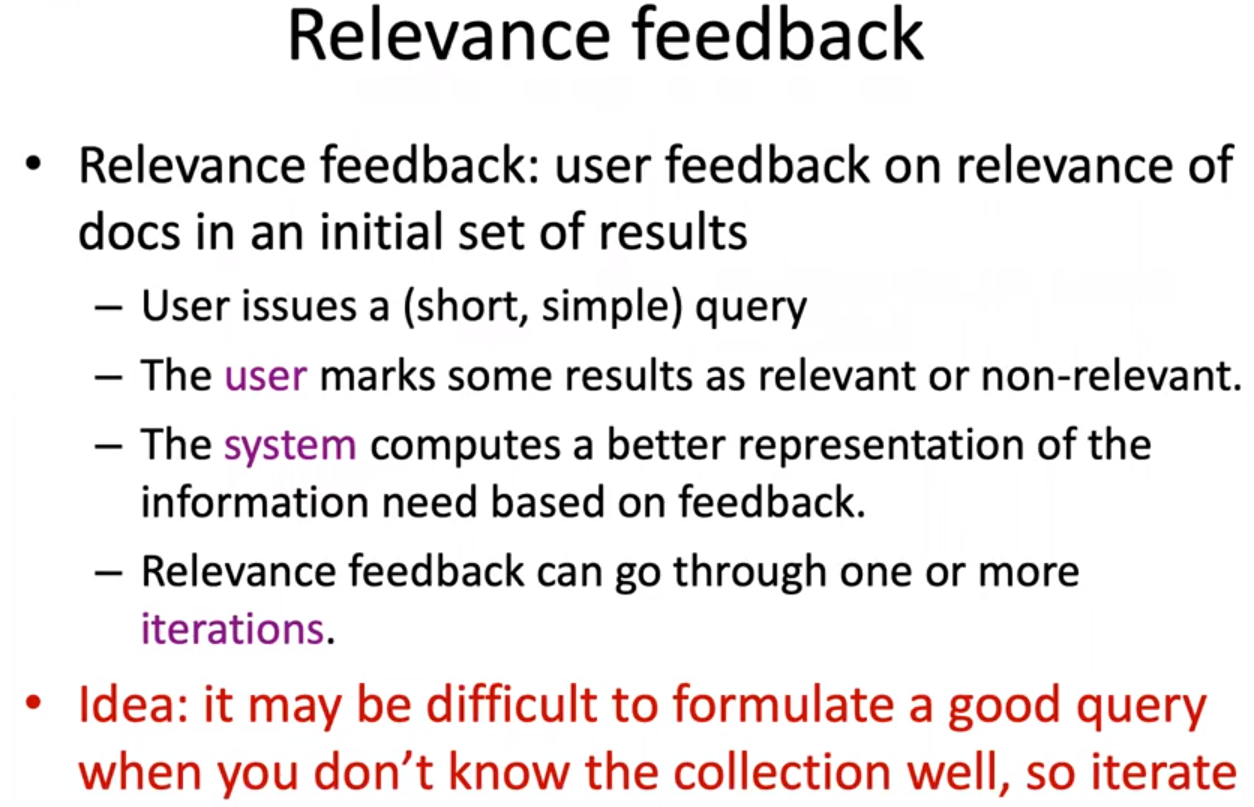 Relevance feedback
• Relevance feedback: user feedback on relevance of
docs in an initial set of results
– User issues a (short, simple) query
– The user marks some results as relevant or non-relevant.
– The system computes a better representation of the
information need based on feedback.
– Relevance feedback can go through one or more
iterations.
• Idea: it may be difficult to formulate a good query
when you don’t know the collection well, so iterate